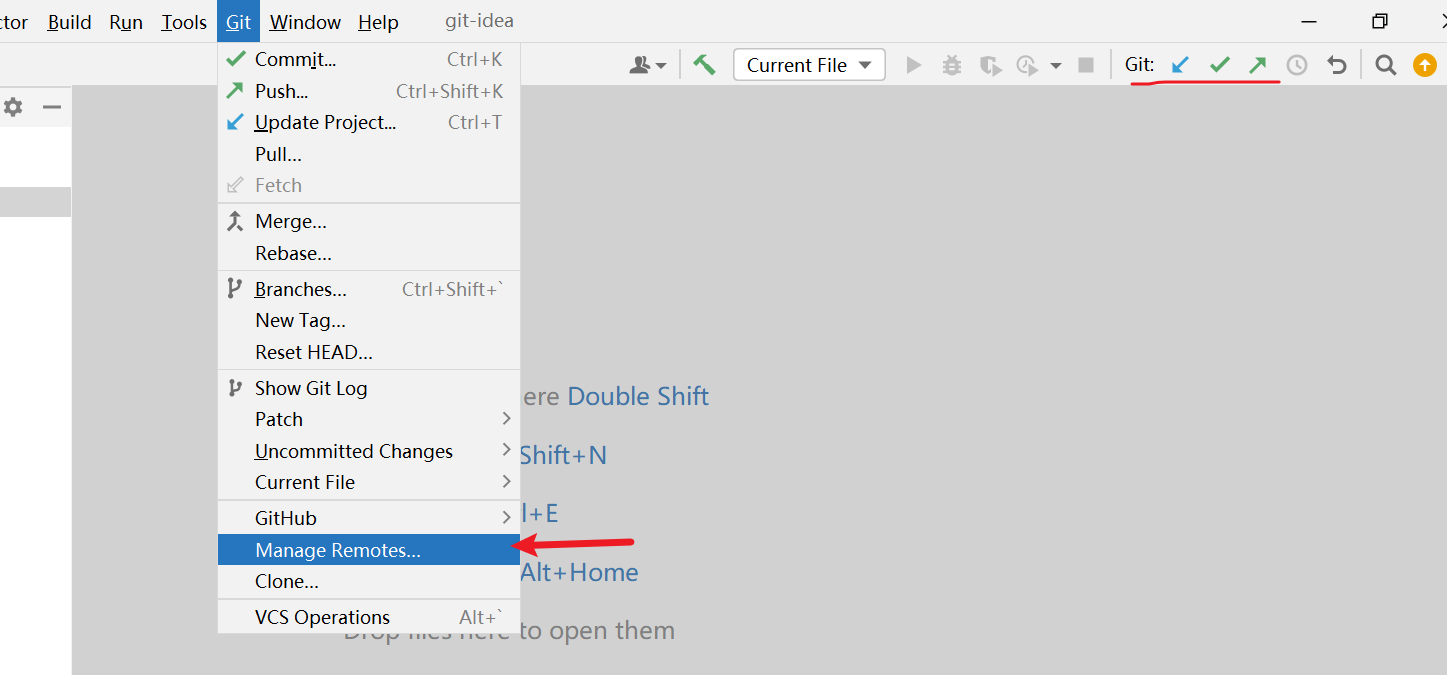 ctor Build Run Tools Git Window Help git-idea
Current File Git:
Commit... Ctrl+K
Push... Ctrl+Shift+K
Update Project... Ctrl+T
Pull...
Fetch
Merge...
Rebase...
Branches... Ctrl+Shift+`
New Tag...
Reset HEAD...
Show Git Log
Patch
Uncommitted Changes
Current File
GitHub
Manage Remotes...
Clone...
VCS Operations Alt+`
ere Double Shift
Shift+N
l+E
Alt+Home
Drop files here to open them